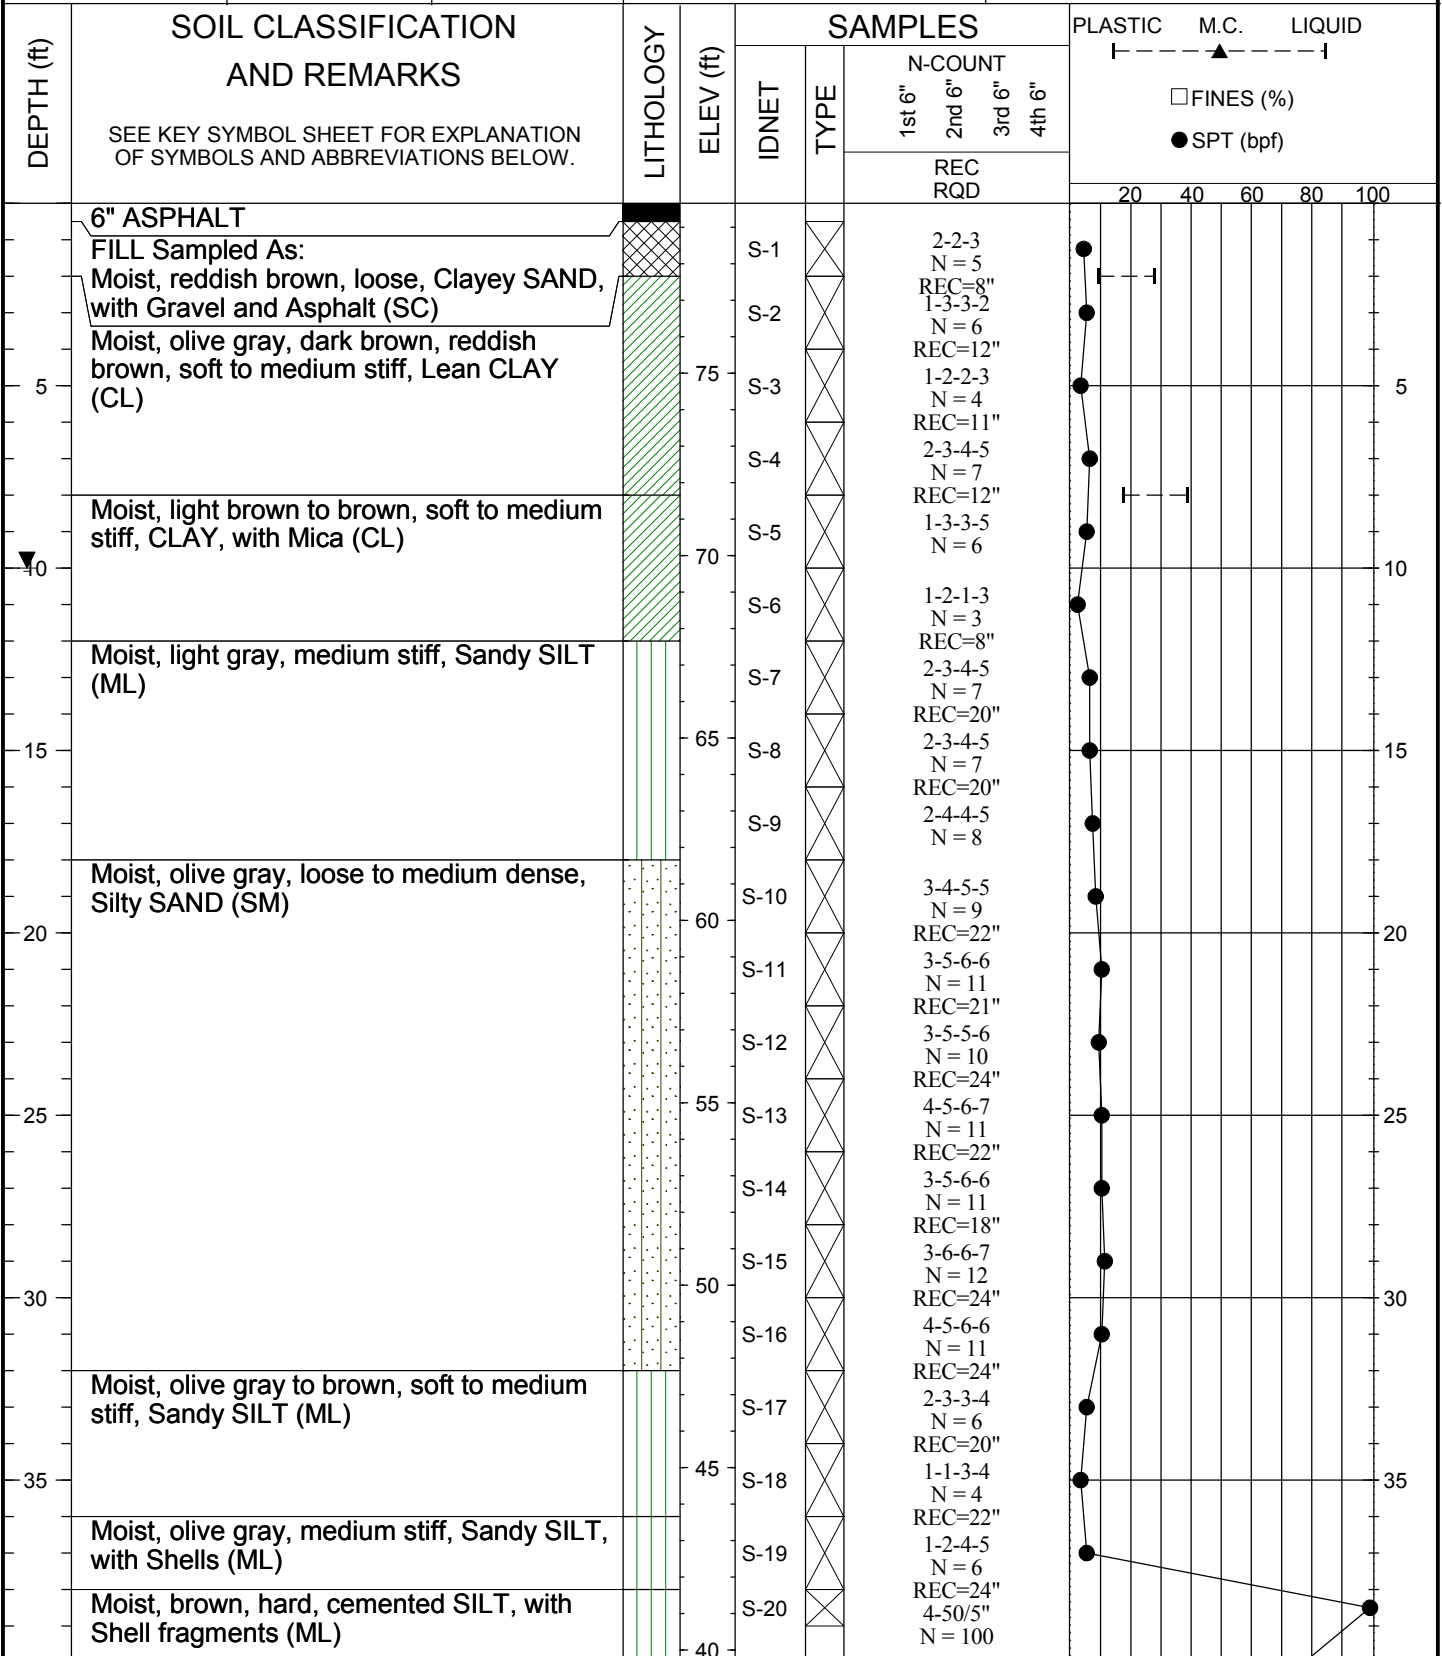 DEPTH (ft)
SOIL CLASSIFICATION
AND REMARKS
SEE KEY SYMBOL SHEET FOR EXPLANATION
OF SYMBOLS AND ABBREVIATIONS BELOW.
LITHOLOGY
ELEV (ft)
SAMPLES
IDNET
TYPE
N-COUNT
1st 6"
2nd 6"
3rd 6"
4th 6"
REC
RQD
PLASTIC M.C. LIQUID
FINES (%)
SPT (bpf)
20 40 60 80 100
6" ASPHALT
FILL Sampled As:
Moist, reddish brown, loose, Clayey SAND,
with Gravel and Asphalt (SC)
S-1
2-2-3
N = 5
REC=8"
S-2
1-3-3-2
N = 6
REC=12"
Moist, olive gray, dark brown, reddish
brown, soft to medium stiff, Lean CLAY
(CL)
5
75
S-3
1-2-2-3
N = 4
REC=11"
5
S-4
2-3-4-5
N = 7
REC=12"
Moist, light brown to brown, soft to medium
stiff, CLAY, with Mica (CL)
S-5
1-3-3-5
N = 6
70
10
10
S-6
1-2-1-3
N = 3
REC=8"
Moist, light gray, medium stiff, Sandy SILT
(ML)
S-7
2-3-4-5
N = 7
REC=20"
15
65
S-8
2-3-4-5
N = 7
REC=20"
15
S-9
2-4-4-5
N = 8
Moist, olive gray, loose to medium dense,
Silty SAND (SM)
S-10
3-4-5-5
N = 9
REC=22"
60
20
20
S-11
3-5-6-6
N = 11
REC=21"
S-12
3-5-5-6
N = 10
REC=24"
25
55
S-13
4-5-6-7
N = 11
REC=22"
25
S-14
3-5-6-6
N = 11
REC=18"
S-15
3-6-6-7
N = 12
REC=24"
50
30
30
S-16
4-5-6-6
N = 11
REC=24"
Moist, olive gray to brown, soft to medium
stiff, Sandy SILT (ML)
S-17
2-3-3-4
N = 6
REC=20"
35
45
S-18
1-1-3-4
N = 4
REC=22"
35
Moist, olive gray, medium stiff, Sandy SILT,
with Shells (ML)
S-19
1-2-4-5
N = 6
REC=24"
Moist, brown, hard, cemented SILT, with
Shell fragments (ML)
S-20
4-50/5"
N = 100
40